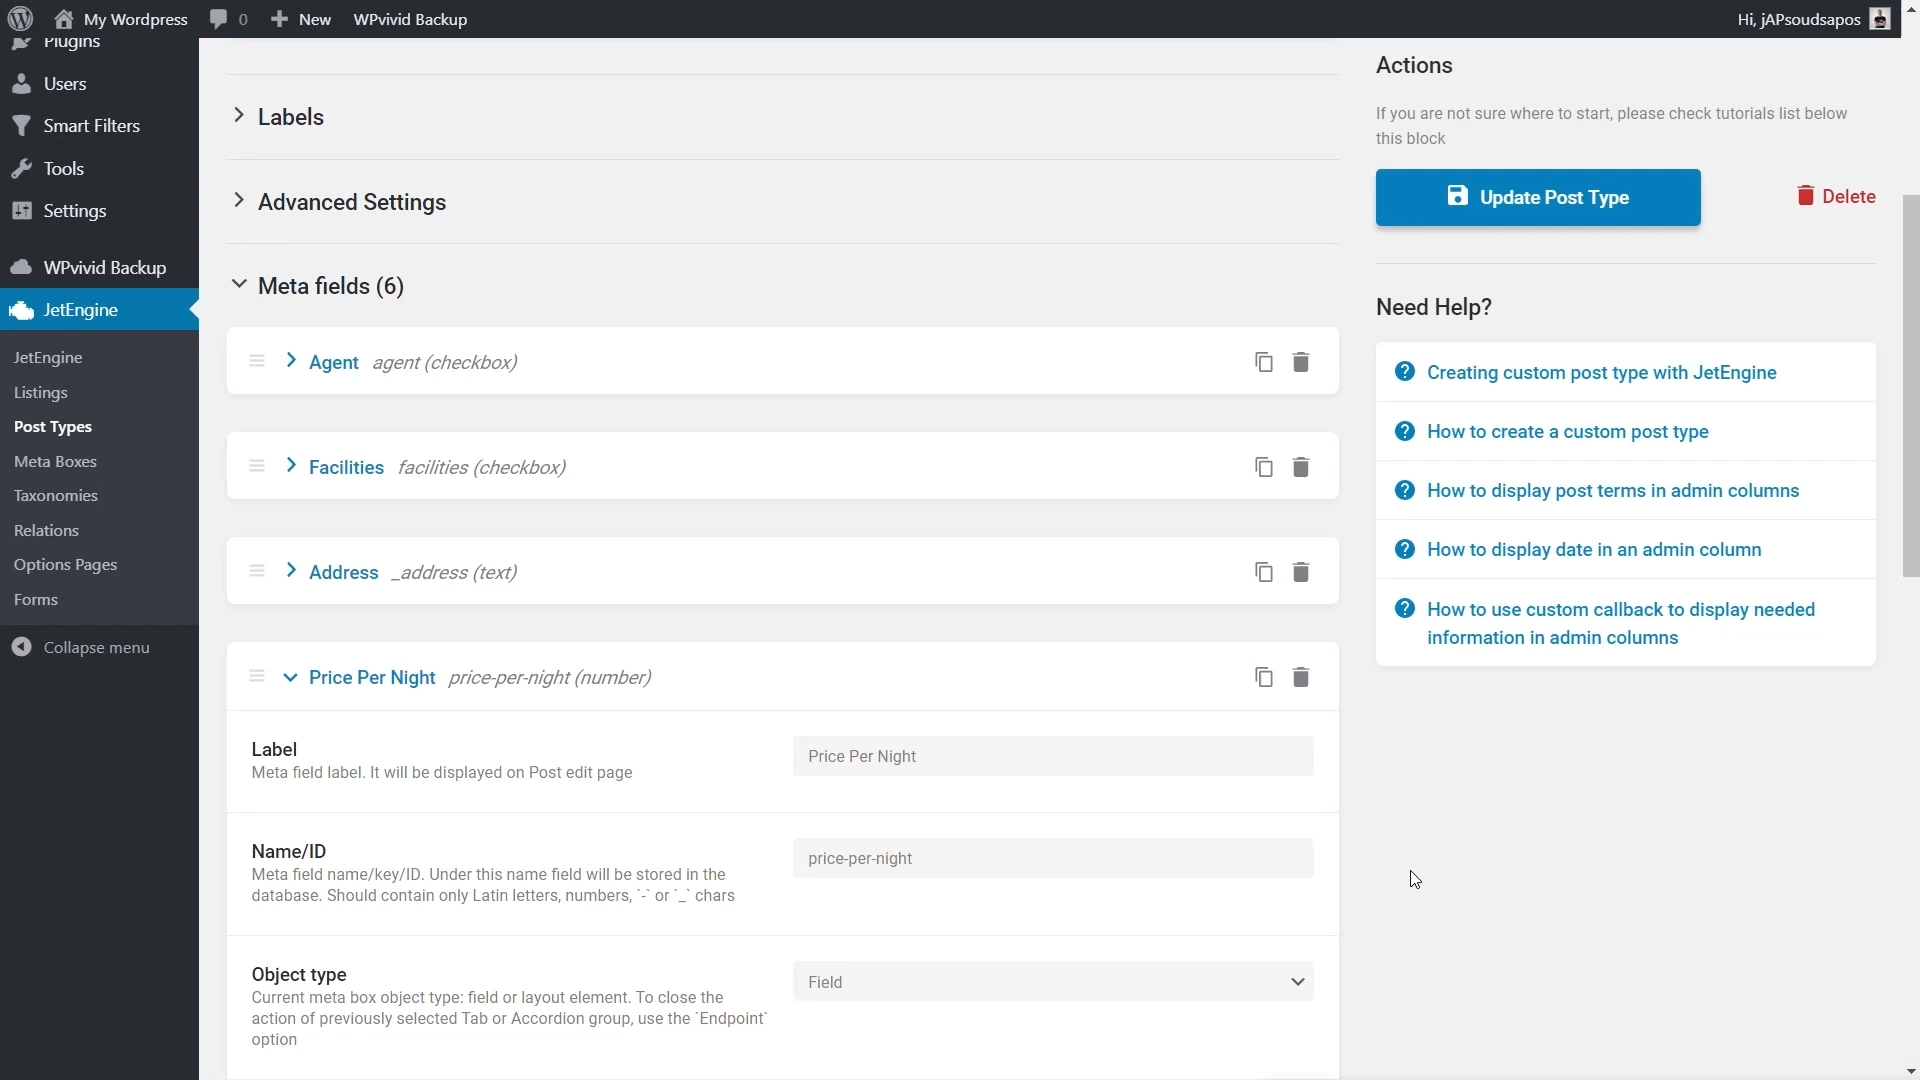 My Wordpress
0
New
WPvivid Backup
Hi, jAPsoudsapos
Plugins
Users
Smart Filters
Tools
Settings
WPvivid Backup
JetEngine
JetEngine
Listings
Post Types
Meta Boxes
Taxonomies
Relations
Options Pages
Forms
Collapse menu
Labels
Advanced Settings
Meta fields (6)
Agent agent (checkbox)
Facilities facilities (checkbox)
Address _address (text)
Price Per Night price-per-night (number)
Label
Meta field label. It will be displayed on Post edit page
Price Per Night
Name/ID
Meta field name/key/ID. Under this name field will be stored in the
database. Should contain only Latin letters, numbers, `-` or `_` chars
price-per-night
Object type
Current meta box object type: field or layout element. To close the
action of previously selected Tab or Accordion group, use the `Endpoint`
option
Field
Actions
If you are not sure where to start, please check tutorials list below
this block
Update Post Type
Delete
Need Help?
Creating custom post type with JetEngine
How to create a custom post type
How to display post terms in admin columns
How to display date in an admin column
How to use custom callback to display needed
information in admin columns